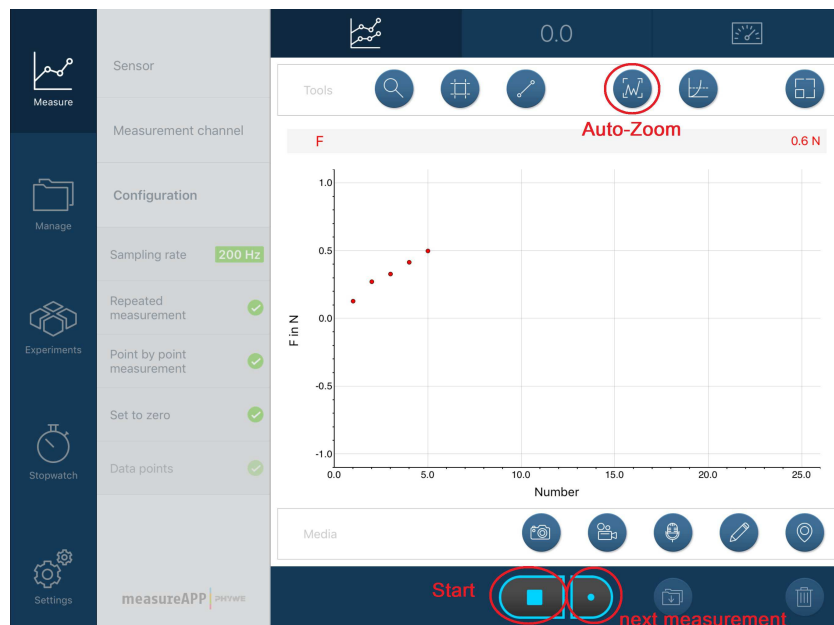 0.0
Measure
Sensor
Tools
Auto-Zoom
Measurement channel
F
0.6 N
Configuration
Manage
Sampling rate 200 Hz
Repeated
measurement
Experiments
Point by point
measurement
Set to zero
Data points
Stopwatch
F in N
1.0
0.5
0.0
-0.5
-1.0
0.0 5.0 10.0 15.0 20.0 25.0
Number
Media
Settings
measureAPP PHYWE
Start
next measurement